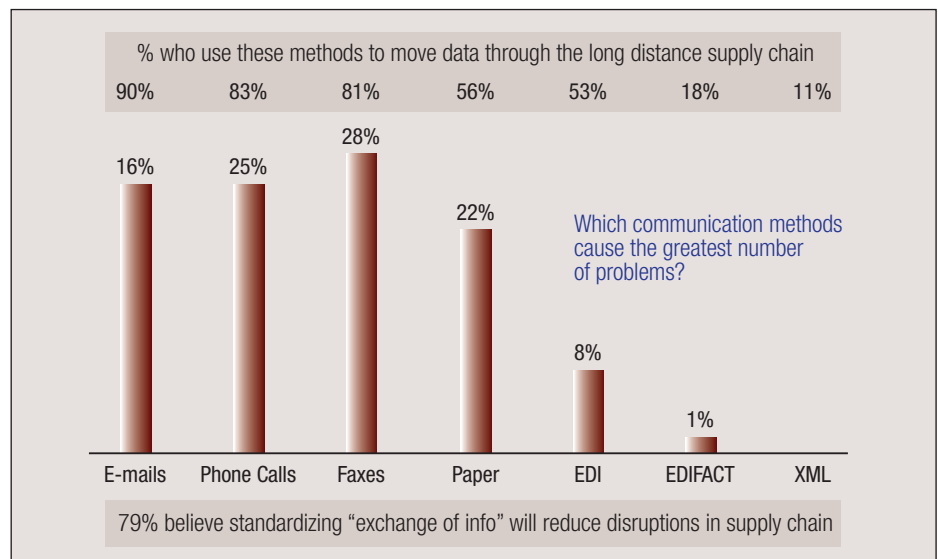 % who use these methods to move data through the long distance supply chain
90% 83% 81% 56% 53% 18% 11%
28%
16% 25%
22%
Which communication methods
cause the greatest number
of problems?
8%
1%
E-mails Phone Calls Faxes Paper EDI EDIFACT XML
79% believe standardizing “exchange of info” will reduce disruptions in supply chain